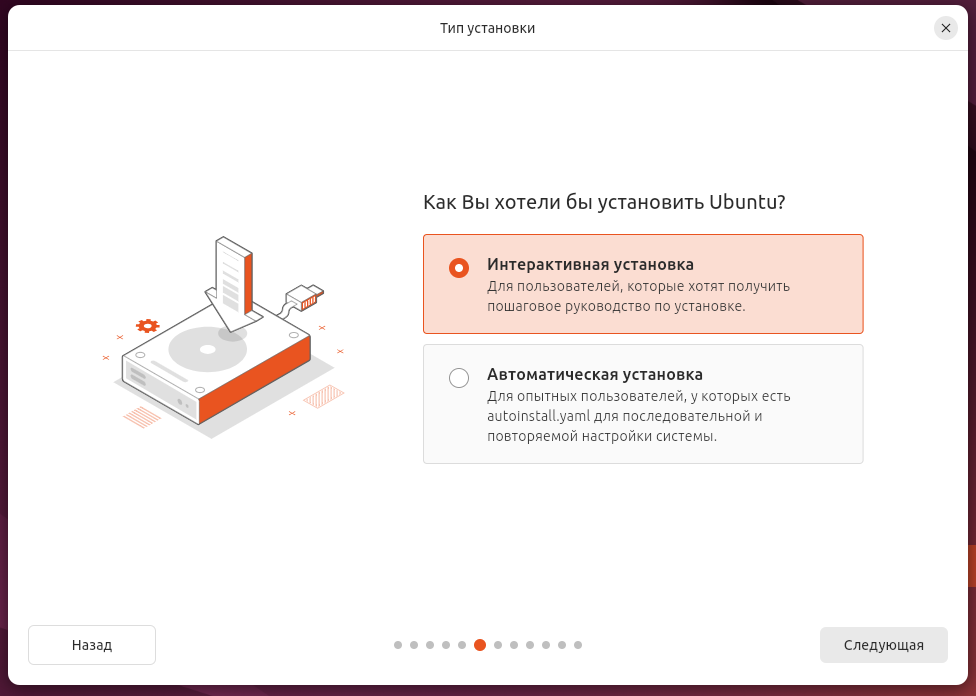 Тип установки
Как Вы хотели бы установить Ubuntu?
Интерактивная установка
Для пользователей, которые хотят получить
пошаговое руководство по установке.
Автоматическая установка
Для опытных пользователей, у которых есть
autoinstall.yaml для последовательной и
повторяемой настройки системы.
Назад
Следующая